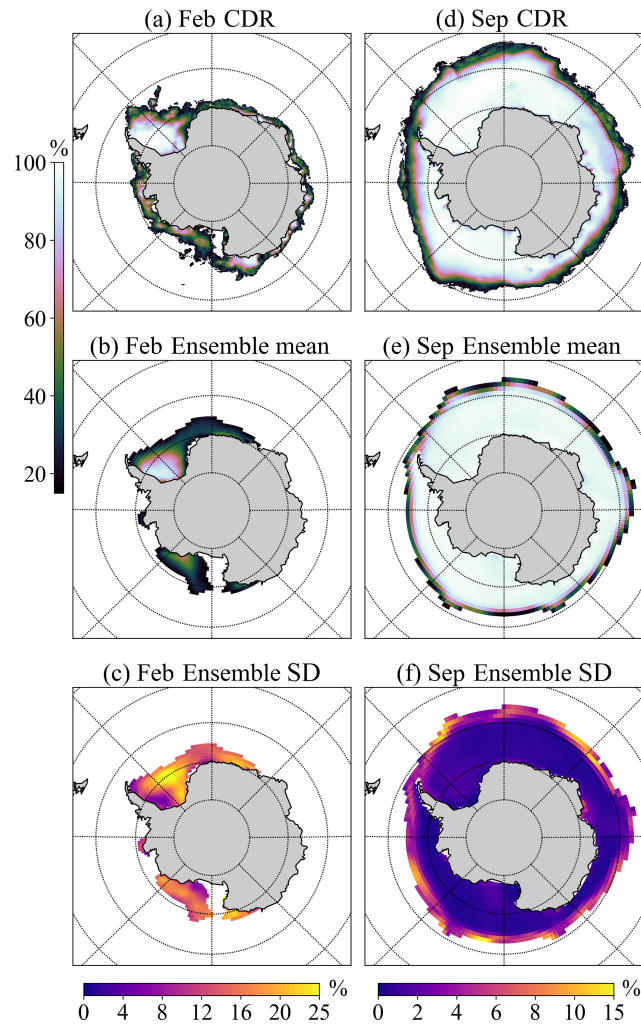 (a) Feb CDR
(d) Sep CDR
%
100
80
60
40
20
(b) Feb Ensemble mean
(e) Sep Ensemble mean
(c) Feb Ensemble SD
(f) Sep Ensemble SD
0 4 8 12 16 20 25 %
0 2 4 6 8 10 15 %